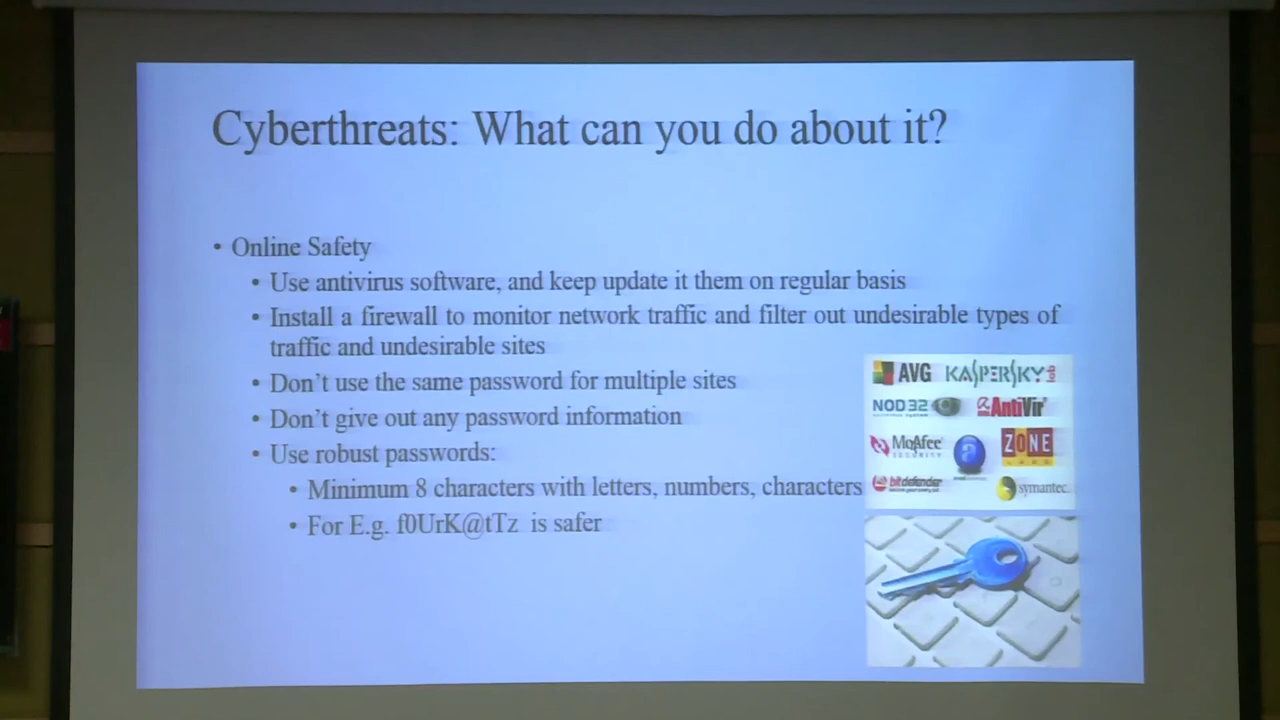 Cyberthreats: What can you do about it?
• Online Safety
• Use antivirus software, and keep update it them on regular basis
• Install a firewall to monitor network traffic and filter out undesirable types of
traffic and undesirable sites
• Don't use the same password for multiple sites
• Don't give out any password information
• Use robust passwords:
• Minimum 8 characters with letters, numbers, characters
• For E.g. f0UrK@tTz is safer
AVG KASPERSKY lab
NOD32 AntiVir
McAfee SECURITY a ZONE
LABS
bitdefender symantec